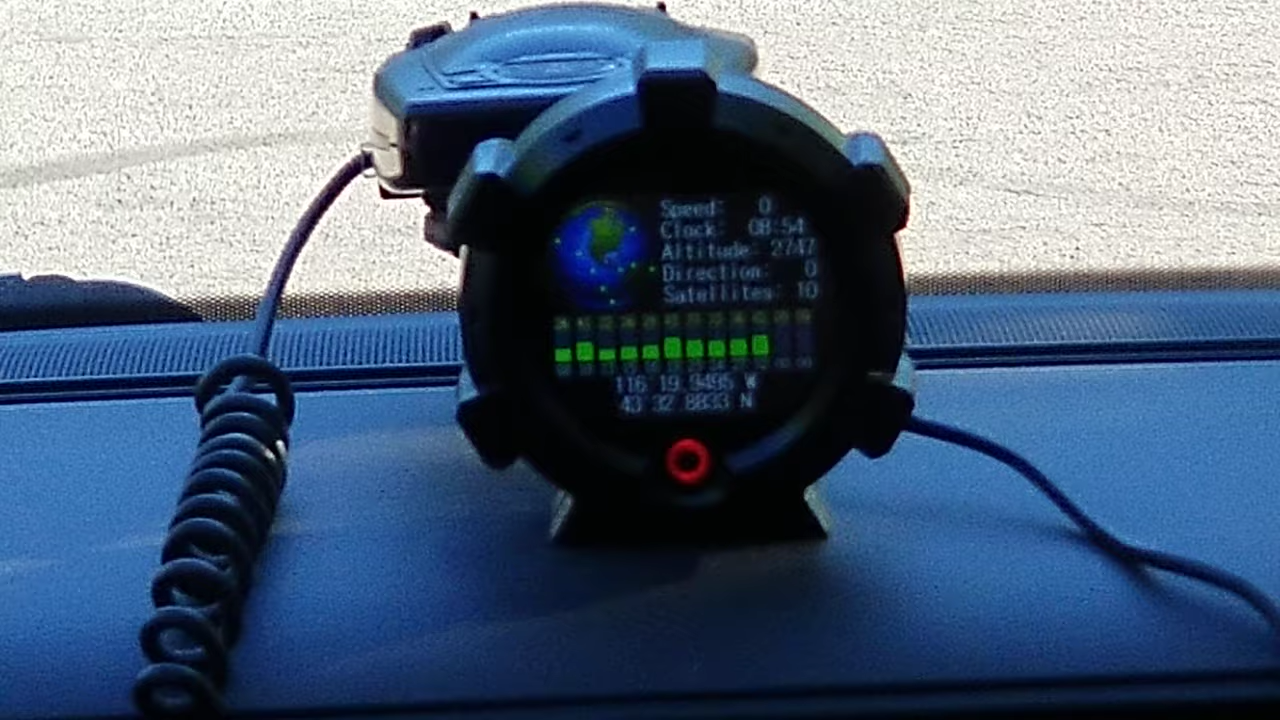 Speed: 0
Clock: 08:54
Altitude: 2747
Direction: 0
Satellites: 10
116 19.9495 W
43 32.8833 N